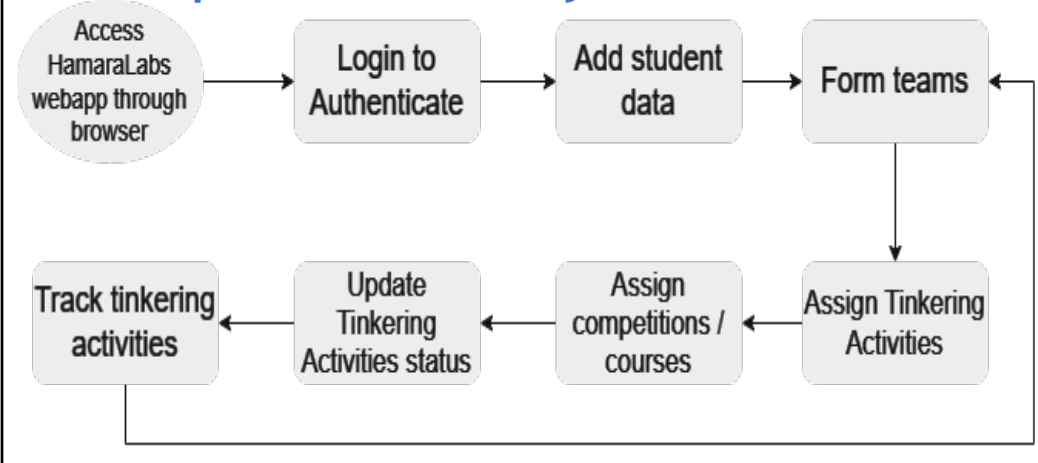 Access
HamaraLabs
webapp through
browser
Login to
Authenticate
Add student
data
Form teams
Track tinkering
activities
Update
Tinkering
Activities status
Assign
competitions /
courses
Assign Tinkering
Activities